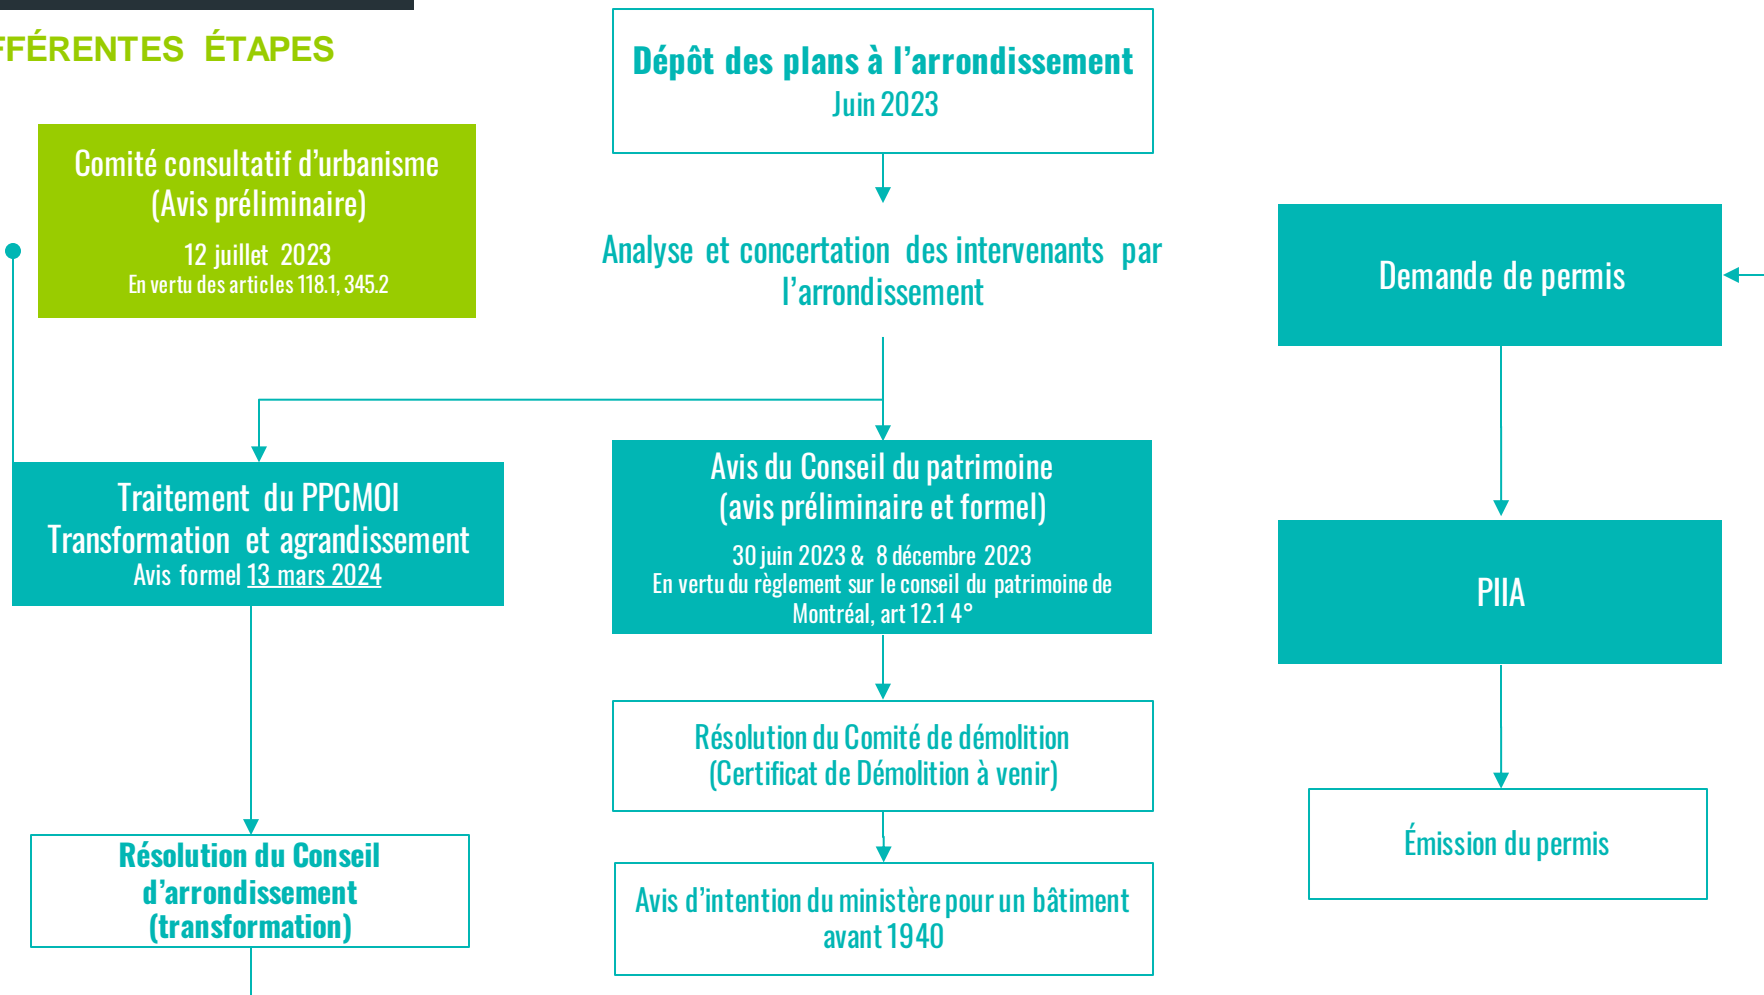 FFÉRENTES ÉTAPES
Dépôt des plans à l'arrondissement
Juin 2023
Comité consultatif d'urbanisme
(Avis préliminaire)
12 juillet 2023
En vertu des articles 118.1, 345.2
Analyse et concertation des intervenants par
l'arrondissement
Demande de permis
Traitement du PPCMOI
Transformation et agrandissement
Avis formel 13 mars 2024
Avis du Conseil du patrimoine
(avis préliminaire et formel)
30 juin 2023 & 8 décembre 2023
En vertu du règlement sur le conseil du patrimoine de
Montréal, art 12.1 4°
PIIA
Résolution du Comité de démolition
(Certificat de Démolition à venir)
Résolution du Conseil
d'arrondissement
(transformation)
Avis d'intention du ministère pour un bâtiment
avant 1940
Émission du permis